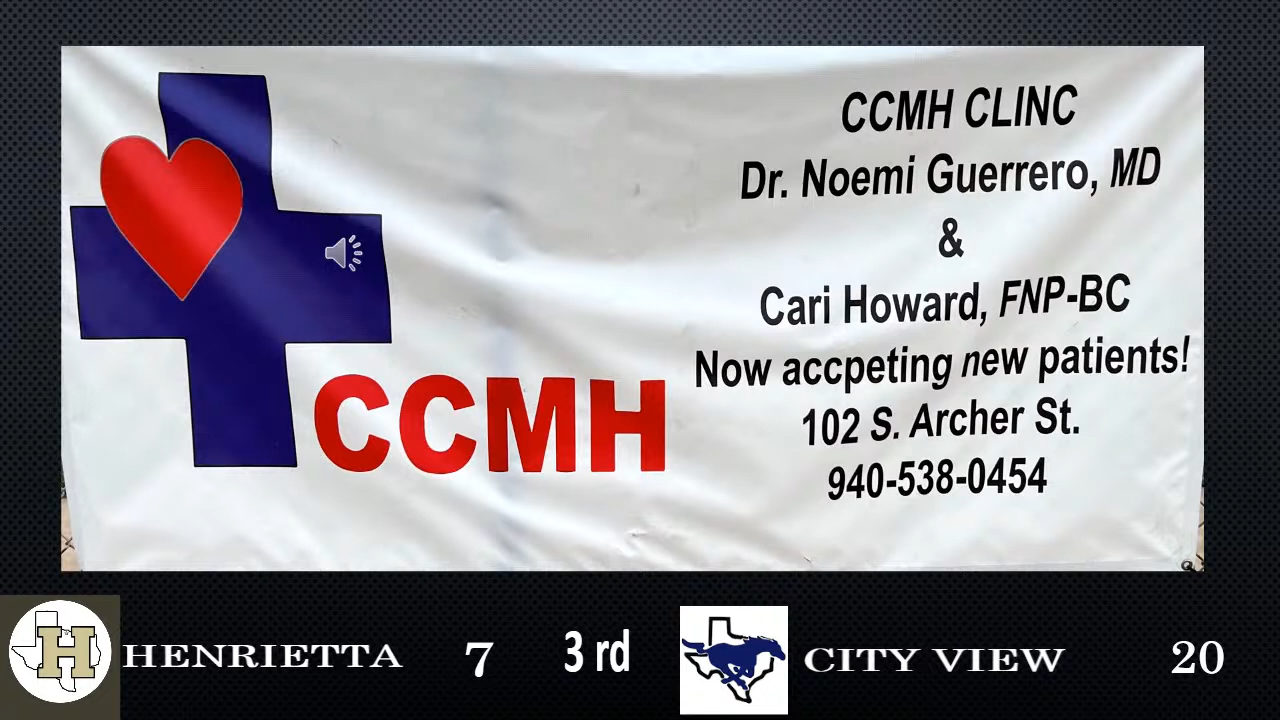 CCMH CLINC
Dr. Noemi Guerrero, MD
&
Cari Howard, FNP-BC
Now accpeting new patients!
102 S. Archer St.
940-538-0454
CCMH
H HENRIETTA 7 3 rd CITY VIEW 20